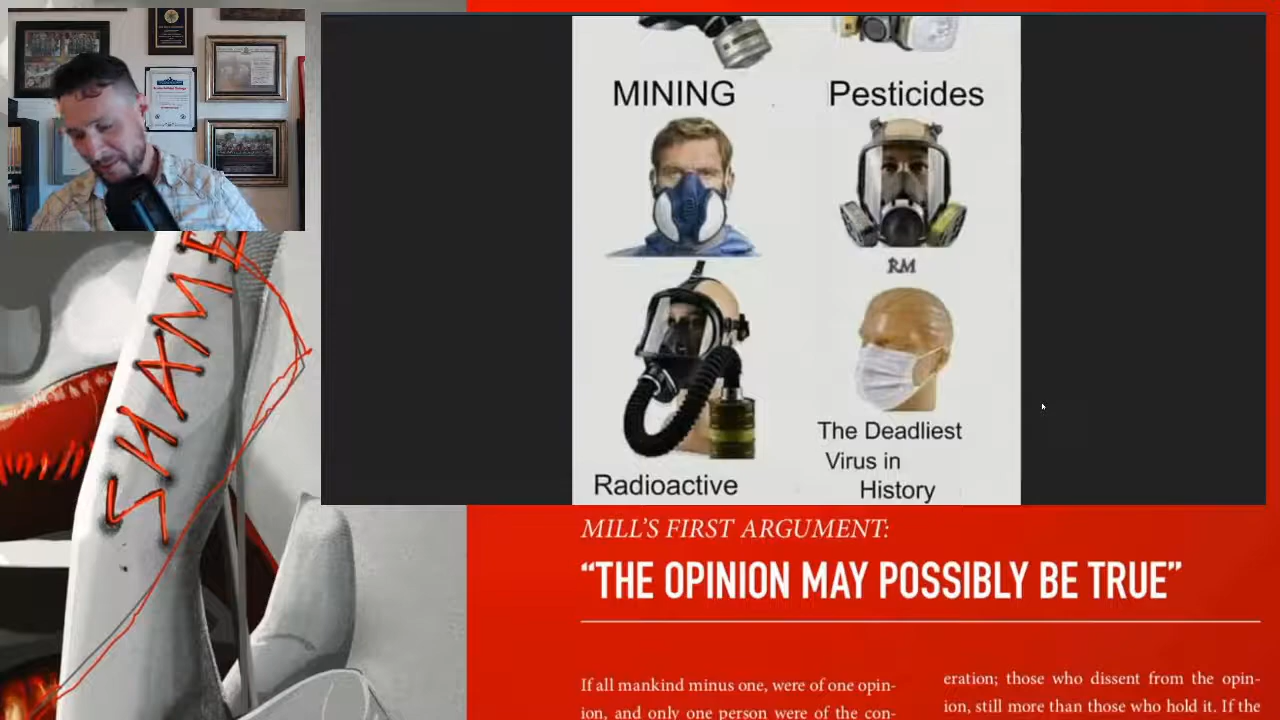 MINING
Pesticides
RM
Radioactive
The Deadliest
Virus in
History
SHAME
MILL'S FIRST ARGUMENT:
“THE OPINION MAY POSSIBLY BE TRUE”
If all mankind minus one, were of one opin-
ion, and only one person were of the con-
eration; those who dissent from the opin-
ion, still more than those who hold it. If the